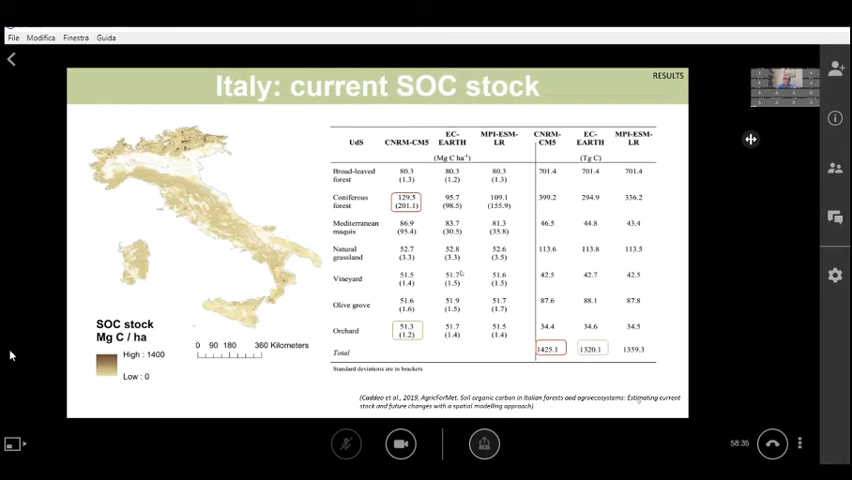 File Modifica Finestra Guida
RESULTS
Italy: current SOC stock
UdS CNRM-CM5 EC-EARTH MPI-ESM-LR CNRM-CM5 EC-EARTH MPI-ESM-LR
(Mg C ha⁻¹) (Tg C)
Broad-leaved forest 80.3 (1.3) 80.3 (1.2) 80.3 (1.3) 701.4 701.4 701.4
Coniferous forest 129.5 (201.1) 95.7 (98.5) 109.1 (155.9) 399.2 294.9 336.2
Mediterranean maquis 86.9 (95.4) 83.7 (30.5) 81.3 (35.8) 46.5 44.8 43.4
Natural grassland 52.7 (3.3) 52.8 (3.3) 52.6 (3.5) 113.6 113.8 113.5
Vineyard 51.5 (1.4) 51.7 (1.5) 51.6 (1.5) 42.5 42.7 42.5
Olive grove 51.6 (1.6) 51.9 (1.5) 51.7 (1.7) 87.6 88.1 87.8
Orchard 51.3 (1.2) 51.7 (1.4) 51.5 (1.4) 34.4 34.6 34.5
Total 1425.1 1320.1 1359.3
Standard deviations are in brackets
SOC stock
Mg C / ha
High : 1400
Low : 0
0 90 180 360 Kilometers
(Caddeo et al., 2019, AgricForMet, Soil organic carbon in Italian forests and agroecosystems: Estimating current
stock and future changes with a spatial modelling approach)
58:35